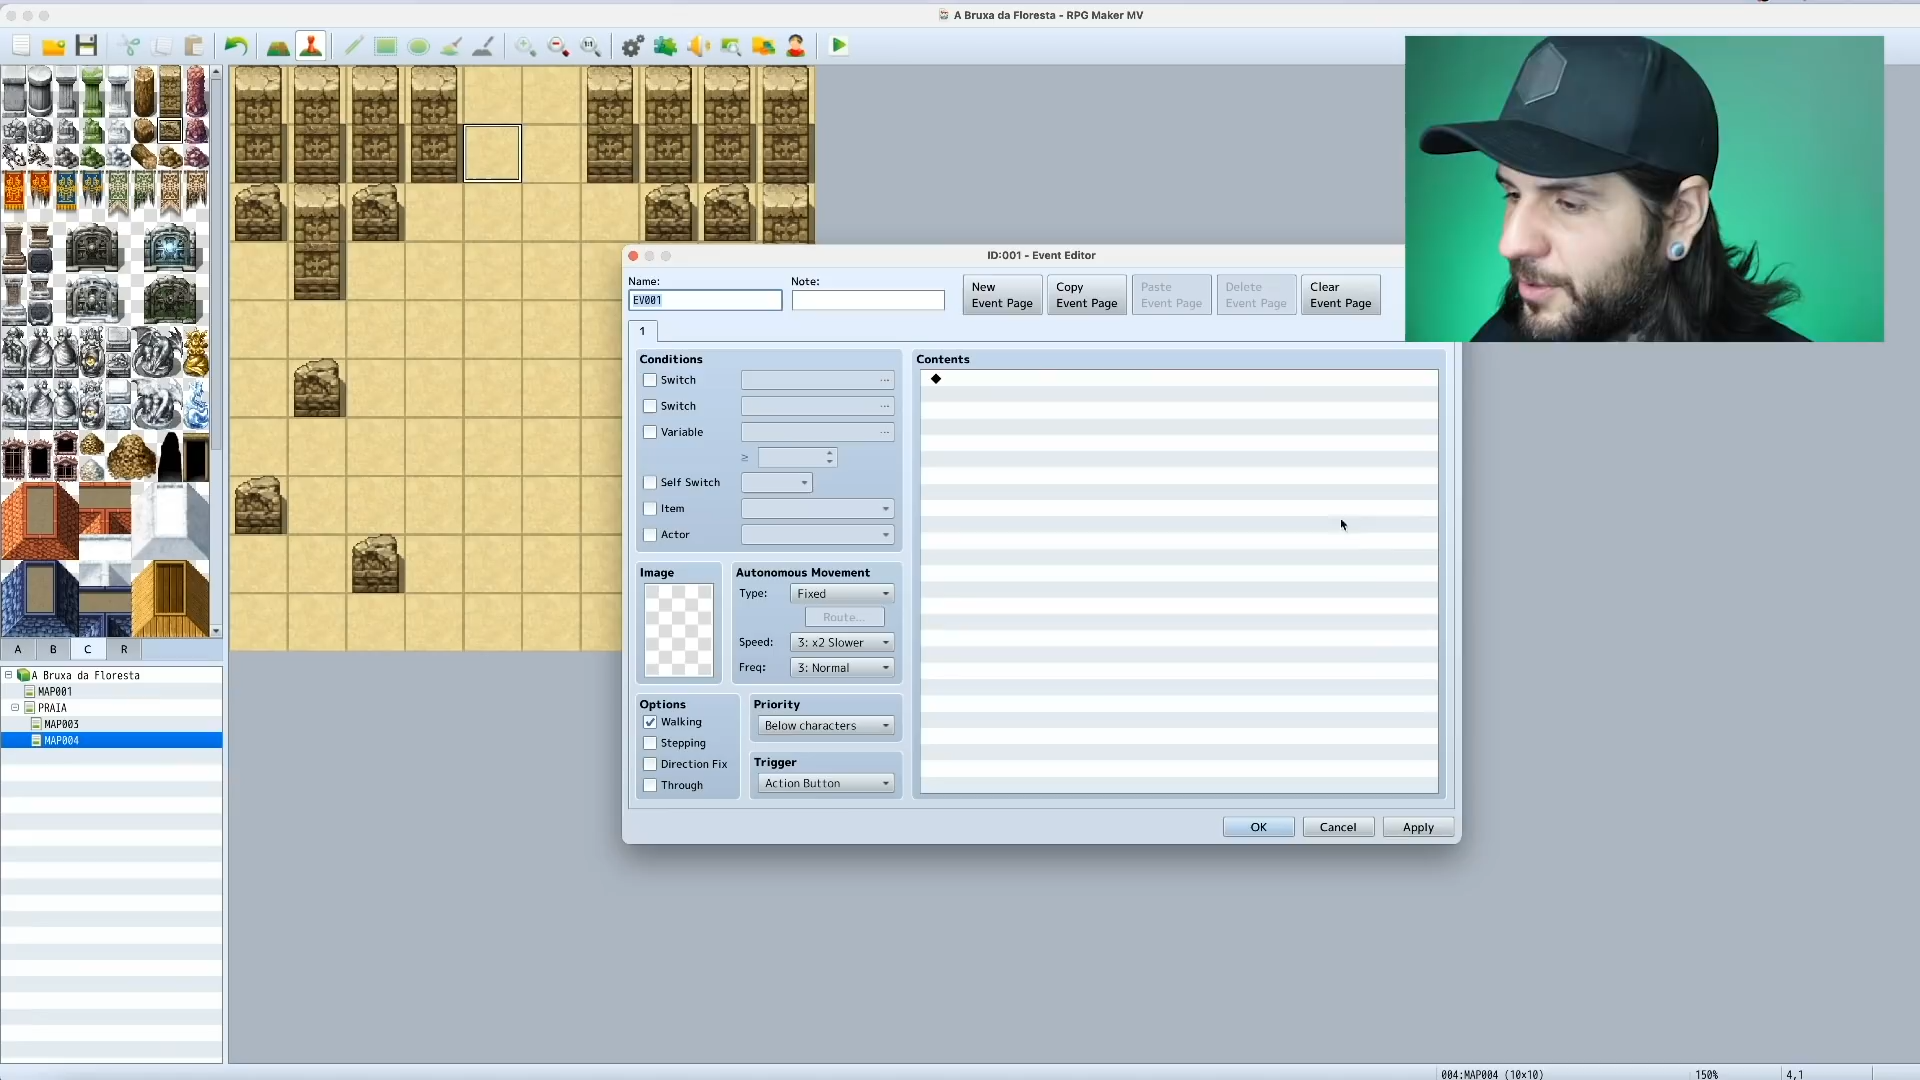 A Bruxa da Floresta - RPG Maker MV
ID:001 - Event Editor
Name:
Note:
EV001
New
Event Page
Copy
Event Page
Paste
Event Page
Delete
Event Page
Clear
Event Page
1
Conditions
Switch ...
Switch ...
Variable ...
≥
Self Switch
Item
Actor
Image
Autonomous Movement
Type: Fixed
Route...
Speed: 3: x2 Slower
Freq: 3: Normal
Options
Walking
Stepping
Direction Fix
Through
Priority
Below characters
Trigger
Action Button
Contents
OK Cancel Apply
A B C R
A Bruxa da Floresta
MAP001
PRAIA
MAP003
MAP004
004:MAP004 (10x10) 150% 4,1